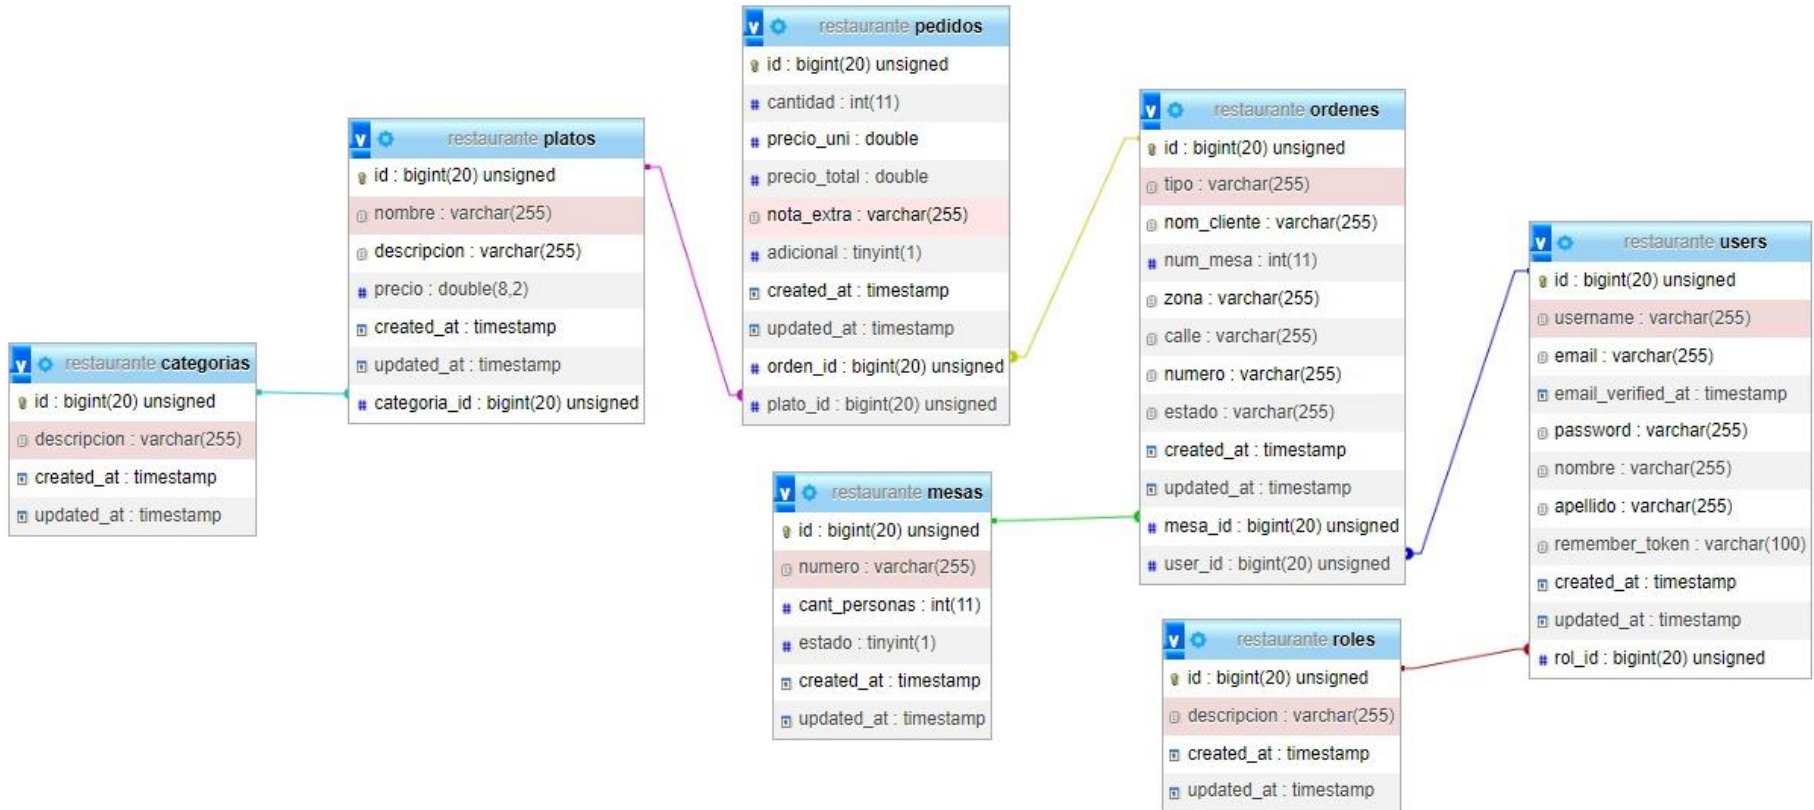 restaurante categorias
id : bigint(20) unsigned
descripcion : varchar(255)
created_at : timestamp
updated_at : timestamp
restaurante platos
id : bigint(20) unsigned
nombre : varchar(255)
descripcion : varchar(255)
precio : double(8,2)
created_at : timestamp
updated_at : timestamp
categoria_id : bigint(20) unsigned
restaurante pedidos
id : bigint(20) unsigned
cantidad : int(11)
precio_uni : double
precio_total : double
nota_extra : varchar(255)
adicional : tinyint(1)
created_at : timestamp
updated_at : timestamp
orden_id : bigint(20) unsigned
plato_id : bigint(20) unsigned
restaurante mesas
id : bigint(20) unsigned
numero : varchar(255)
cant_personas : int(11)
estado : tinyint(1)
created_at : timestamp
updated_at : timestamp
restaurante ordenes
id : bigint(20) unsigned
tipo : varchar(255)
nom_cliente : varchar(255)
num_mesa : int(11)
zona : varchar(255)
calle : varchar(255)
numero : varchar(255)
estado : varchar(255)
created_at : timestamp
updated_at : timestamp
mesa_id : bigint(20) unsigned
user_id : bigint(20) unsigned
restaurante roles
id : bigint(20) unsigned
descripcion : varchar(255)
created_at : timestamp
updated_at : timestamp
restaurante users
id : bigint(20) unsigned
username : varchar(255)
email : varchar(255)
email_verified_at : timestamp
password : varchar(255)
nombre : varchar(255)
apellido : varchar(255)
remember_token : varchar(100)
created_at : timestamp
updated_at : timestamp
rol_id : bigint(20) unsigned